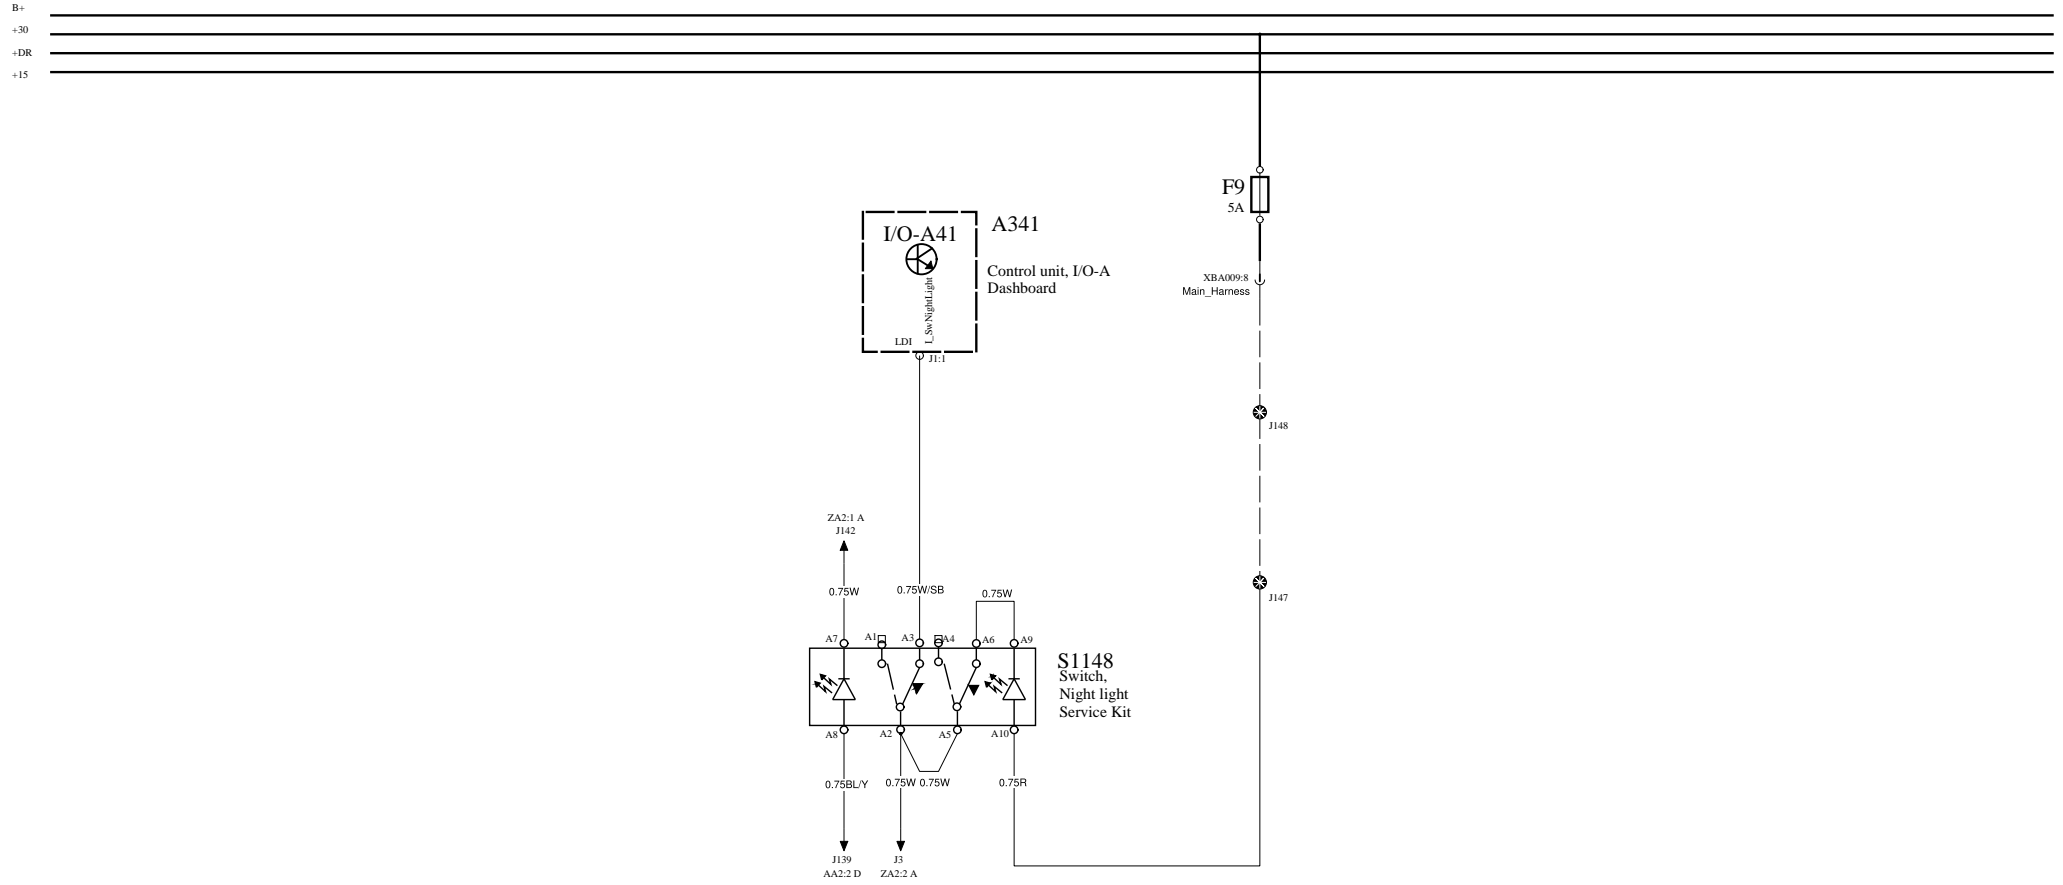 B+
+30
+DR
+15
F9
5A
I/O-A41
A341
Control unit, I/O-A
Dashboard
I_SwNightLight
LDI
J1:1
XBA009:8
Main_Harness
J148
ZA2:1 A
J142
0.75W
0.75W/SB
0.75W
J147
A7
A1
A3
A4
A6
A9
S1148
Switch,
Night light
Service Kit
A8
A2
A5
A10
0.75BL/Y
0.75W
0.75W
0.75R
J139
AA2:2 D
J3
ZA2:2 A